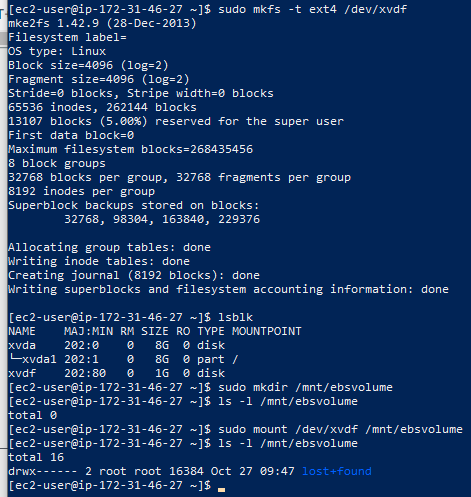 [ec2-user@ip-172-31-46-27 ~]$ sudo mkfs -t ext4 /dev/xvdf
mke2fs 1.42.9 (28-Dec-2013)
Filesystem label=
OS type: Linux
Block size=4096 (log=2)
Fragment size=4096 (log=2)
Stride=0 blocks, Stripe width=0 blocks
65536 inodes, 262144 blocks
13107 blocks (5.00%) reserved for the super user
First data block=0
Maximum filesystem blocks=268435456
8 block groups
32768 blocks per group, 32768 fragments per group
8192 inodes per group
Superblock backups stored on blocks:
        32768, 98304, 163840, 229376

Allocating group tables: done
Writing inode tables: done
Creating journal (8192 blocks): done
Writing superblocks and filesystem accounting information: done

[ec2-user@ip-172-31-46-27 ~]$ lsblk
NAME    MAJ:MIN RM SIZE RO TYPE MOUNTPOINT
xvda    202:0    0   8G  0 disk
└─xvda1 202:1    0   8G  0 part /
xvdf    202:80   0   1G  0 disk
[ec2-user@ip-172-31-46-27 ~]$ sudo mkdir /mnt/ebsvolume
[ec2-user@ip-172-31-46-27 ~]$ ls -l /mnt/ebsvolume
total 0
[ec2-user@ip-172-31-46-27 ~]$ sudo mount /dev/xvdf /mnt/ebsvolume
[ec2-user@ip-172-31-46-27 ~]$ ls -l /mnt/ebsvolume
total 16
drwx------ 2 root root 16384 Oct 27 09:47 lost+found
[ec2-user@ip-172-31-46-27 ~]$